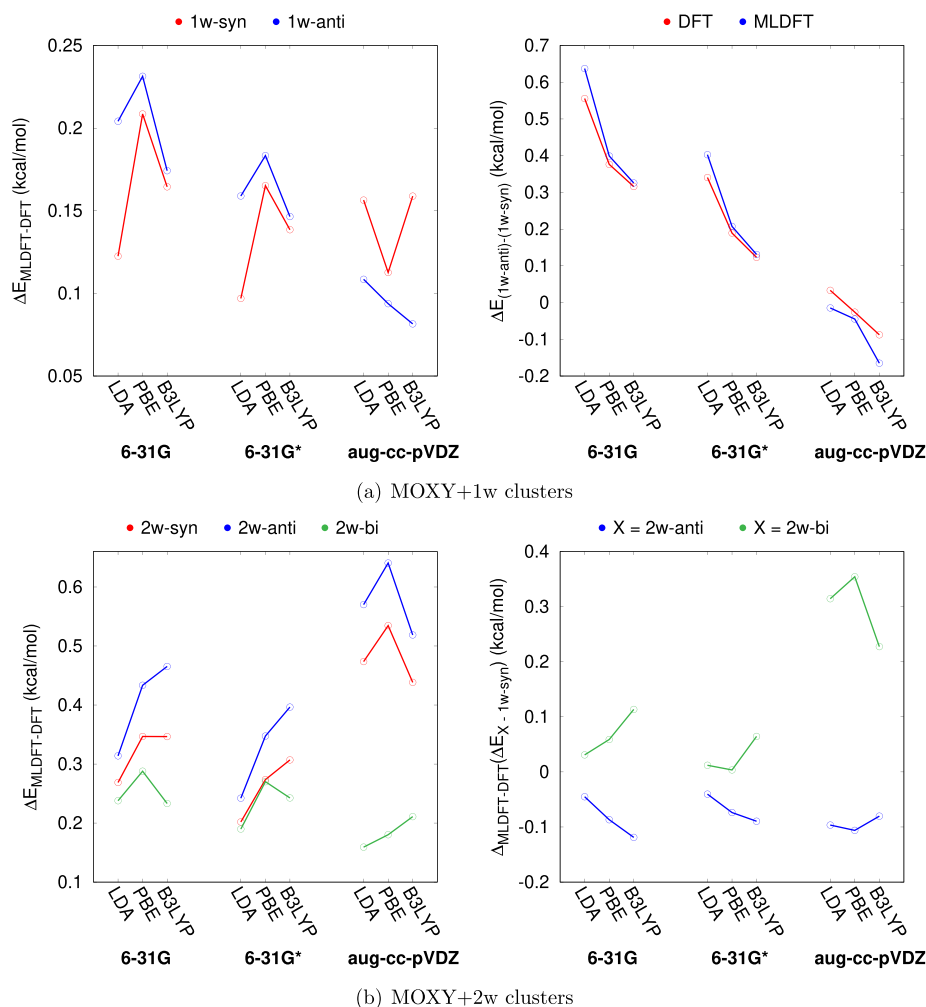 1w-syn 1w-anti
ΔE_MLDFT-DFT (kcal/mol)
0.25
0.2
0.15
0.1
0.05
LDA PBE B3LYP LDA PBE B3LYP LDA PBE B3LYP
6-31G 6-31G* aug-cc-pVDZ
DFT MLDFT
ΔE_(1w-anti)-(1w-syn) (kcal/mol)
0.7
0.6
0.5
0.4
0.3
0.2
0.1
0
-0.1
-0.2
LDA PBE B3LYP LDA PBE B3LYP LDA PBE B3LYP
6-31G 6-31G* aug-cc-pVDZ
(a) MOXY+1w clusters
2w-syn 2w-anti 2w-bi
ΔE_MLDFT-DFT (kcal/mol)
0.6
0.5
0.4
0.3
0.2
0.1
LDA PBE B3LYP LDA PBE B3LYP LDA PBE B3LYP
6-31G 6-31G* aug-cc-pVDZ
X = 2w-anti X = 2w-bi
Δ_MLDFT-DFT(ΔE_X - 1w-syn) (kcal/mol)
0.4
0.3
0.2
0.1
0
-0.1
-0.2
LDA PBE B3LYP LDA PBE B3LYP LDA PBE B3LYP
6-31G 6-31G* aug-cc-pVDZ
(b) MOXY+2w clusters